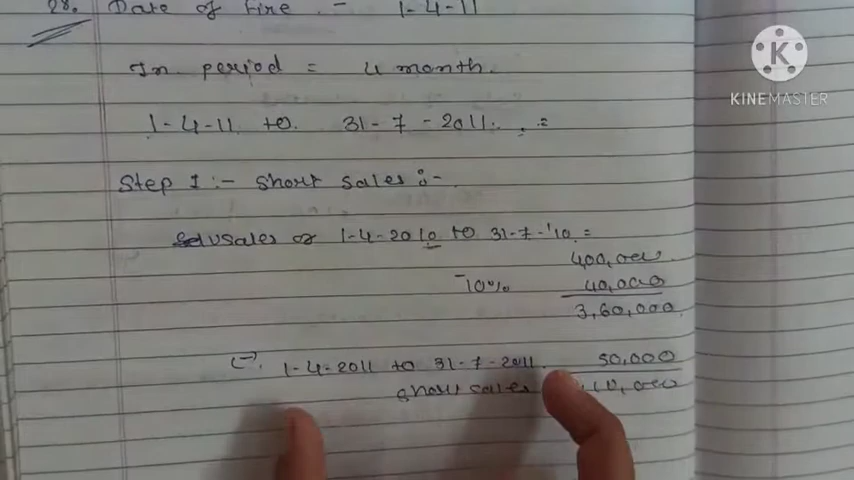 28. Date of fire :- 1-4-11
In period = 4 month.
1-4-11 to 31-7-2011. =
Step I :- short sales :-
sales of 1-4-2010 to 31-7-'10 =
400,000
-10% 40,000
3,60,000
(-) 1-4-2011 to 31-7-2011. 50,000
short sales 10,000
KINEMASTER